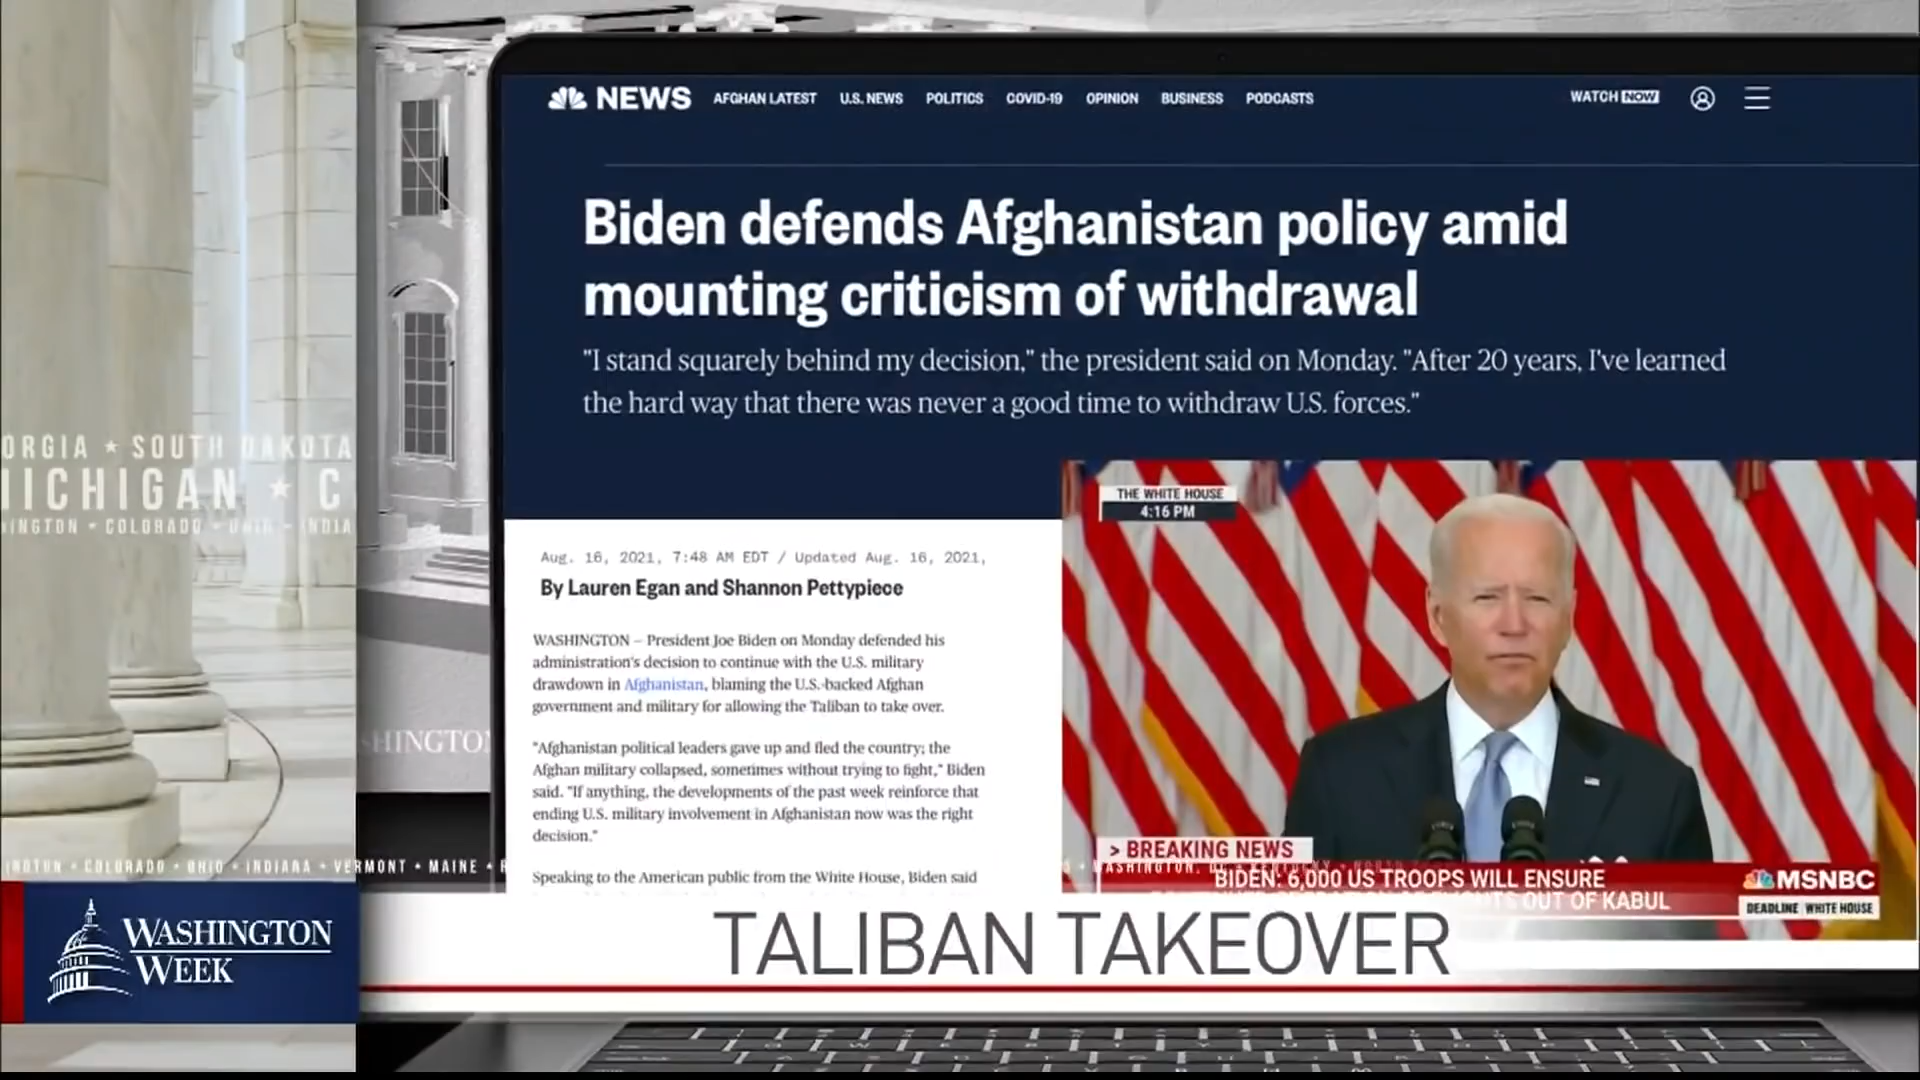 NEWS AFGHAN LATEST U.S. NEWS POLITICS COVID-19 OPINION BUSINESS PODCASTS WATCH NOW
Biden defends Afghanistan policy amid
mounting criticism of withdrawal
"I stand squarely behind my decision," the president said on Monday. "After 20 years, I've learned
the hard way that there was never a good time to withdraw U.S. forces."
ORGIA ★ SOUTH DAKOTA
MICHIGAN ★ C
INGTON • COLORADO • OHIO • INDIA
Aug. 16, 2021, 7:48 AM EDT / Updated Aug. 16, 2021,
By Lauren Egan and Shannon Pettypiece
WASHINGTON — President Joe Biden on Monday defended his
administration's decision to continue with the U.S. military
drawdown in Afghanistan, blaming the U.S.-backed Afghan
government and military for allowing the Taliban to take over.
"Afghanistan political leaders gave up and fled the country; the
Afghan military collapsed, sometimes without trying to fight," Biden
said. "If anything, the developments of the past week reinforce that
ending U.S. military involvement in Afghanistan now was the right
decision."
Speaking to the American public from the White House, Biden said
THE WHITE HOUSE
4:16 PM
SHINGTON
INGTON • COLORADO • OHIO • INDIANA • VERMONT • MAINE • R
WASHINGTON, DC • KENTUCKY
> BREAKING NEWS
BIDEN: 6,000 US TROOPS WILL ENSURE
OUT OF KABUL
MSNBC
DEADLINE WHITE HOUSE
WASHINGTON
WEEK
TALIBAN TAKEOVER